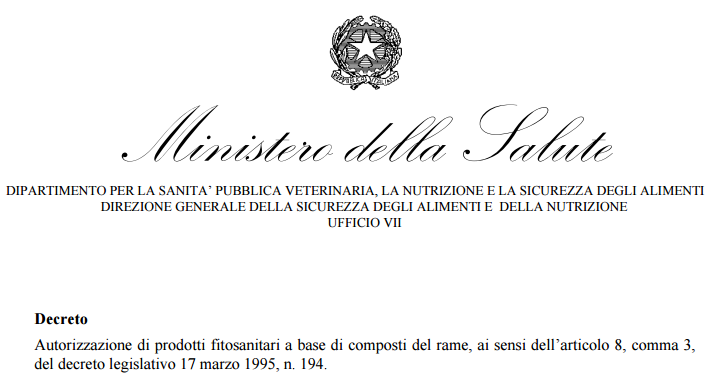 REPVBBLICA ITALIANA
Ministero della Salute
DIPARTIMENTO PER LA SANITA' PUBBLICA VETERINARIA, LA NUTRIZIONE E LA SICUREZZA DEGLI ALIMENTI
DIREZIONE GENERALE DELLA SICUREZZA DEGLI ALIMENTI E DELLA NUTRIZIONE
UFFICIO VII
Decreto
Autorizzazione di prodotti fitosanitari a base di composti del rame, ai sensi dell'articolo 8, comma 3,
del decreto legislativo 17 marzo 1995, n. 194.